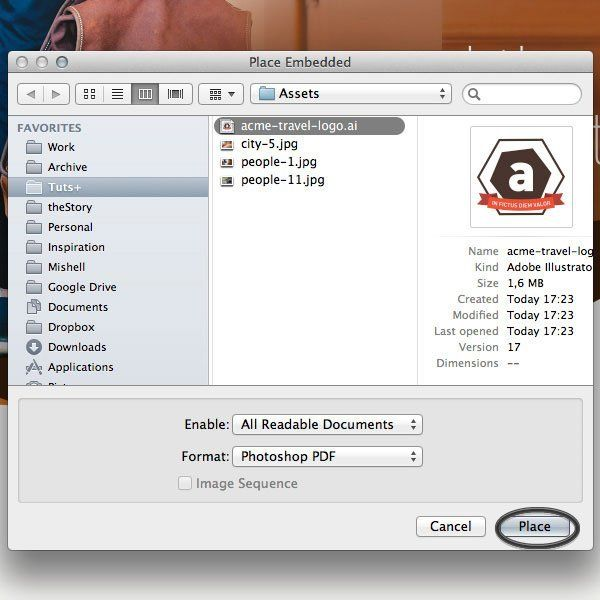 Place Embedded
Assets
FAVORITES
Work
Archive
Tuts+
theStory
Personal
Inspiration
Mishell
Google Drive
Documents
Dropbox
Downloads
Applications
acme-travel-logo.ai
city-5.jpg
people-1.jpg
people-11.jpg
a
IN FICTUS DIEM VALOR
Name acme-travel-log
Kind Adobe Illustrato
Size 1,6 MB
Created Today 17:23
Modified Today 17:23
Last opened Today 17:23
Version 17
Dimensions --
Enable: All Readable Documents
Format: Photoshop PDF
Image Sequence
Cancel Place